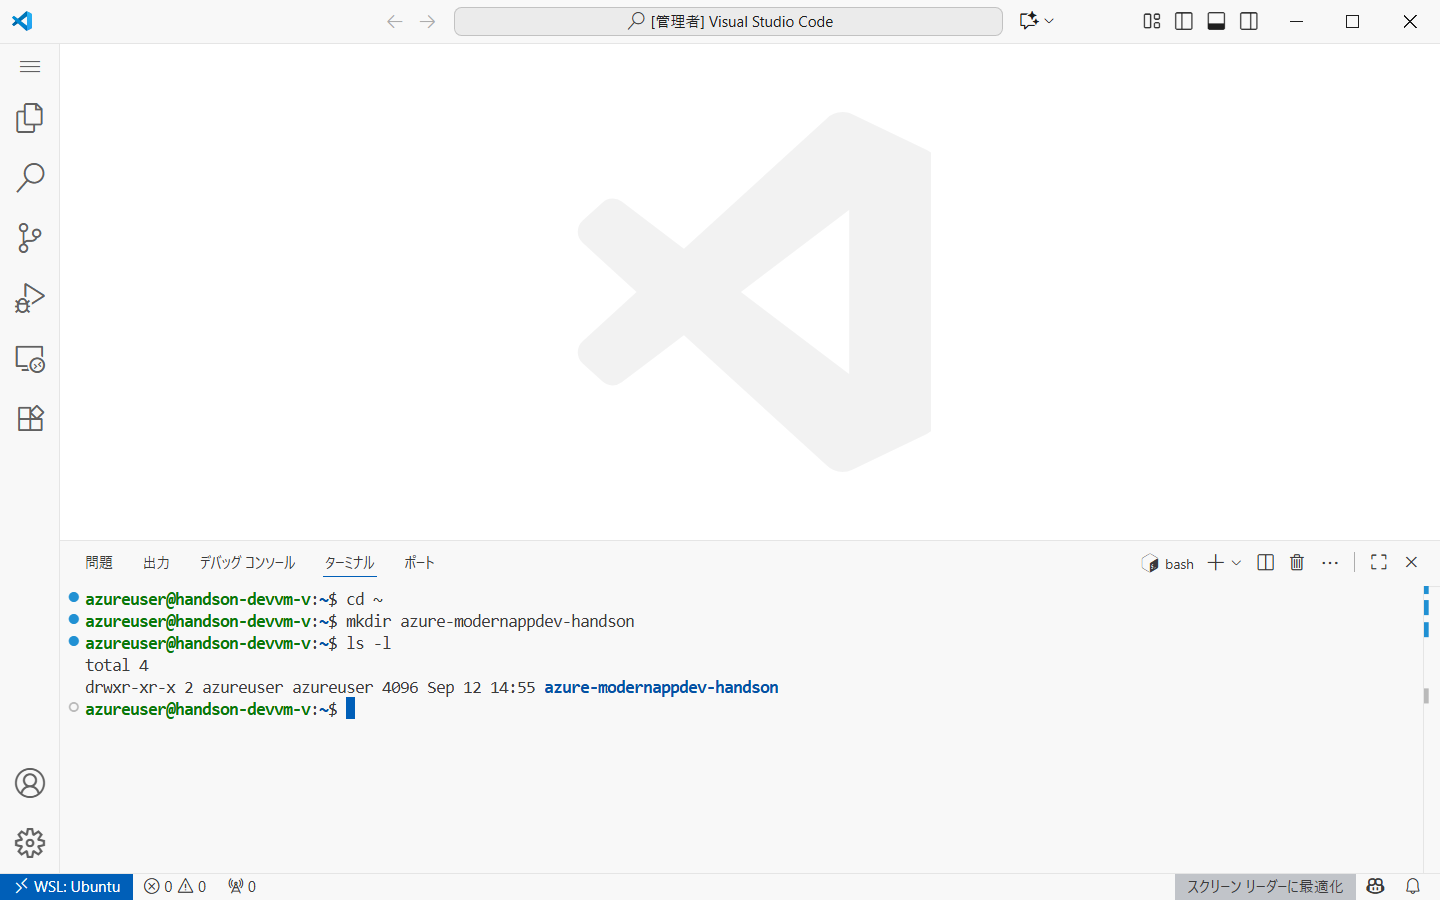 [管理者] Visual Studio Code
問題 出力 デバッグ コンソール ターミナル ポート bash
azureuser@handson-devvm-v:~$ cd ~
azureuser@handson-devvm-v:~$ mkdir azure-modernappdev-handson
azureuser@handson-devvm-v:~$ ls -l
total 4
drwxr-xr-x 2 azureuser azureuser 4096 Sep 12 14:55 azure-modernappdev-handson
azureuser@handson-devvm-v:~$
WSL: Ubuntu 0 0 0 スクリーン リーダーに最適化